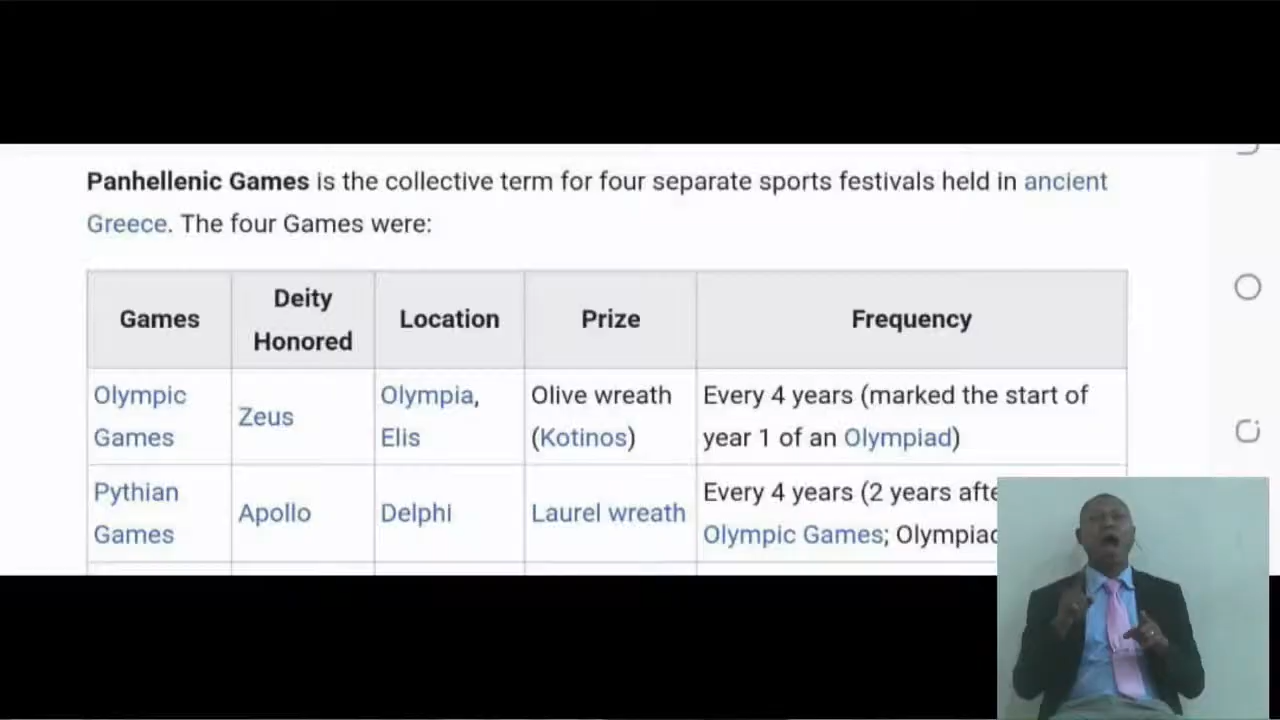 Panhellenic Games is the collective term for four separate sports festivals held in ancient
Greece. The four Games were:
Games
Deity
Honored
Location
Prize
Frequency
Olympic
Games
Zeus
Olympia,
Elis
Olive wreath
(Kotinos)
Every 4 years (marked the start of
year 1 of an Olympiad)
Pythian
Games
Apollo
Delphi
Laurel wreath
Every 4 years (2 years
Olympic Games;